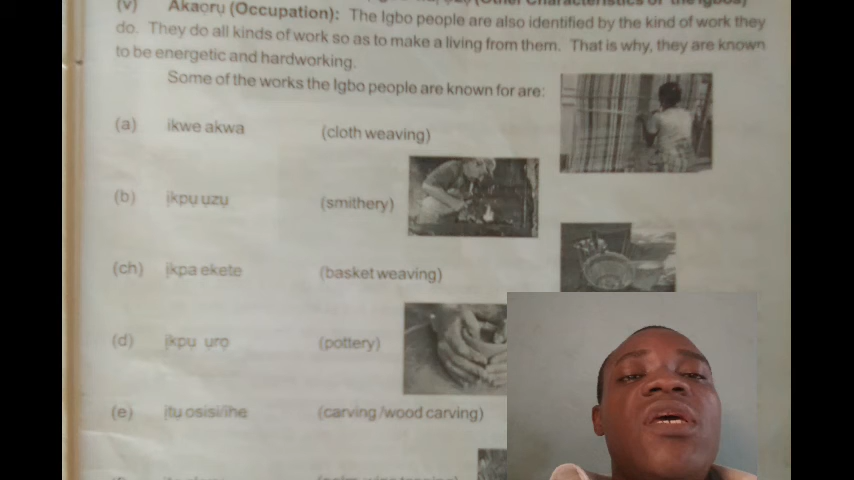 (v) Akaọrụ (Occupation): The Igbo people are also identified by the kind of work they
do. They do all kinds of work so as to make a living from them. That is why, they are known
to be energetic and hardworking.
Some of the works the Igbo people are known for are:
(a) ikwe akwa (cloth weaving)
(b) ịkpụ ụzụ (smithery)
(ch) ịkpa ekete (basket weaving)
(d) ịkpụ ụrọ (pottery)
(e) ịtụ osisi/ihe (carving /wood carving)